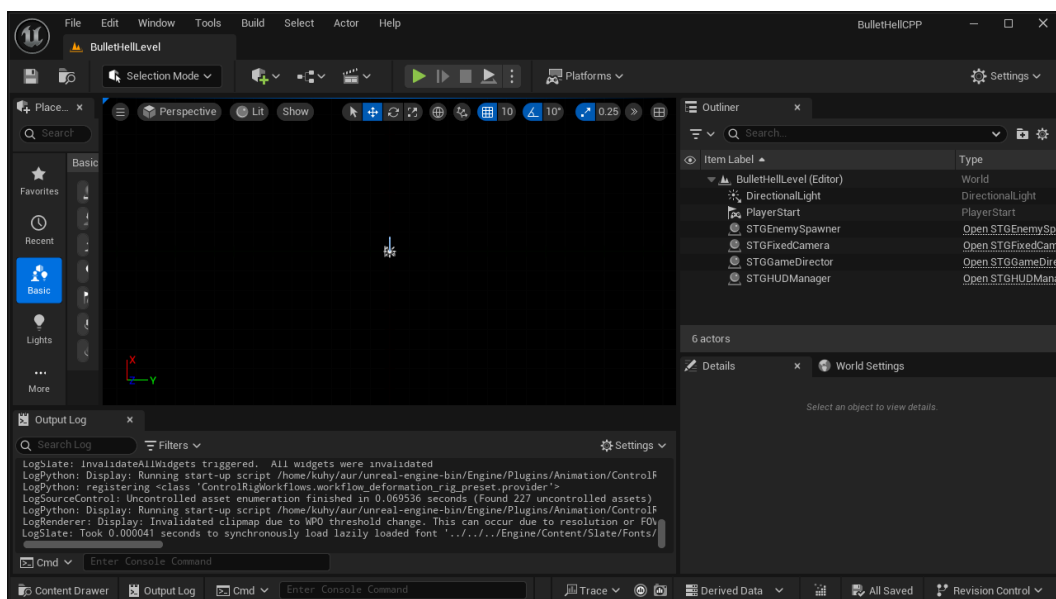 File Edit Window Tools Build Select Actor Help BulletHellCPP
BulletHellLevel
Selection Mode Platforms Settings
Place...
Search
Basic
Favorites
Recent
Basic
Lights
More
Perspective Lit Show 10 10° 0.25
X
Z Y
Outliner
Search...
Item Label Type
BulletHellLevel (Editor) World
DirectionalLight DirectionalLight
PlayerStart PlayerStart
STGEnemySpawner Open STGEnemySp
STGFixedCamera Open STGFixedCam
STGGameDirector Open STGGameDire
STGHUDManager Open STGHUDMana
6 actors
Details World Settings
Select an object to view details.
Output Log
Search Log Filters Settings
LogSlate: InvalidateAllWidgets triggered. All widgets were invalidated
LogPython: Display: Running start-up script /home/kuhy/aur/unreal-engine-bin/Engine/Plugins/Animation/ControlR
LogPython: registering <class 'ControlRigWorkflows.workflow_deformation_rig_preset.provider'>
LogSourceControl: Uncontrolled asset enumeration finished in 0.069536 seconds (Found 227 uncontrolled assets)
LogPython: Display: Running start-up script /home/kuhy/aur/unreal-engine-bin/Engine/Plugins/Animation/ControlR
LogRenderer: Display: Invalidated clipmap due to WPO threshold change. This can occur due to resolution or FOV
LogSlate: Took 0.000041 seconds to synchronously load lazily loaded font '../../../Engine/Content/Slate/Fonts/
Cmd Enter Console Command
Content Drawer Output Log Cmd Enter Console Command Trace Derived Data All Saved Revision Control